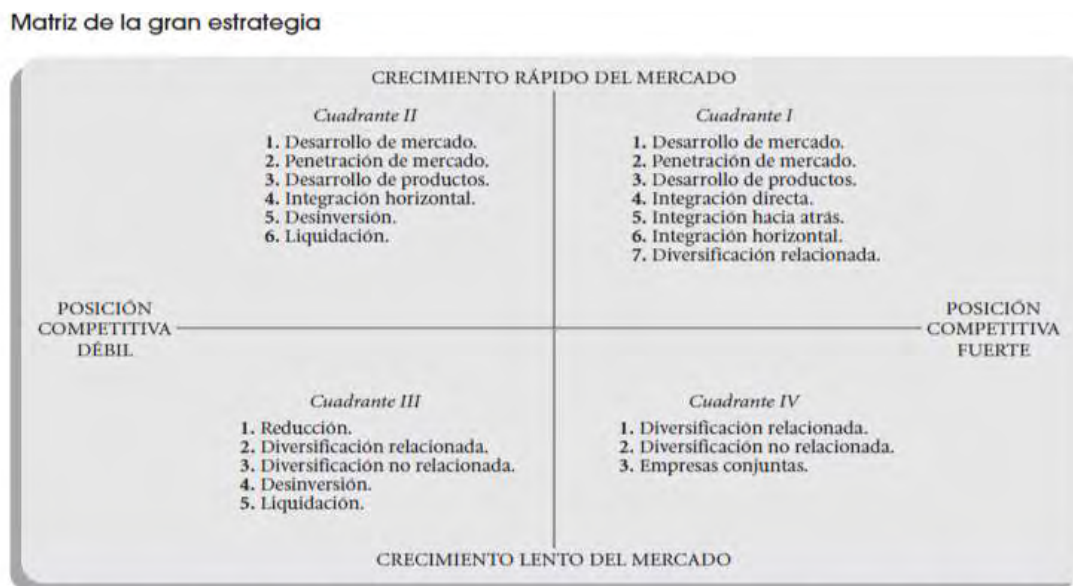 Matriz de la gran estrategia
CRECIMIENTO RÁPIDO DEL MERCADO
Cuadrante II
1. Desarrollo de mercado.
2. Penetración de mercado.
3. Desarrollo de productos.
4. Integración horizontal.
5. Desinversión.
6. Liquidación.
Cuadrante I
1. Desarrollo de mercado.
2. Penetración de mercado.
3. Desarrollo de productos.
4. Integración directa.
5. Integración hacia atrás.
6. Integración horizontal.
7. Diversificación relacionada.
POSICIÓN
COMPETITIVA
DÉBIL
POSICIÓN
COMPETITIVA
FUERTE
Cuadrante III
1. Reducción.
2. Diversificación relacionada.
3. Diversificación no relacionada.
4. Desinversión.
5. Liquidación.
Cuadrante IV
1. Diversificación relacionada.
2. Diversificación no relacionada.
3. Empresas conjuntas.
CRECIMIENTO LENTO DEL MERCADO